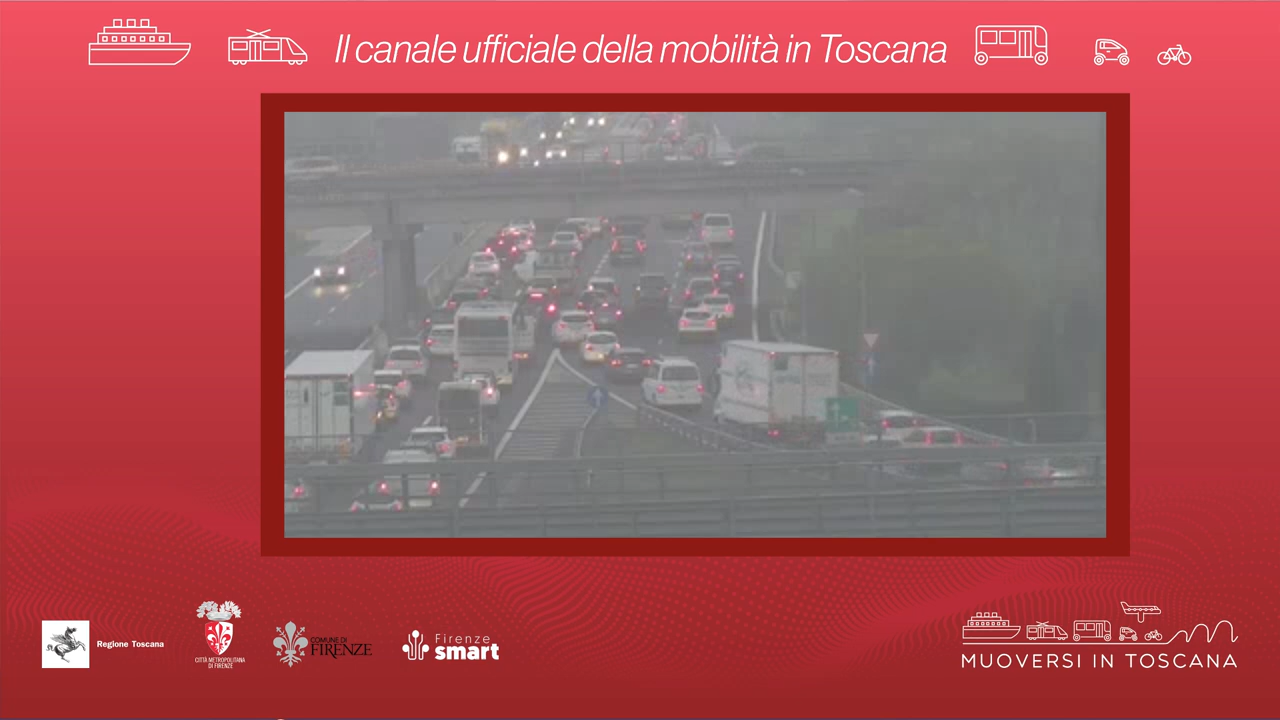 Il canale ufficiale della mobilità in Toscana
Regione Toscana
CITTÀ METROPOLITANA
DI FIRENZE
COMUNE DI
FIRENZE
Firenze
smart
MUOVERSI IN TOSCANA